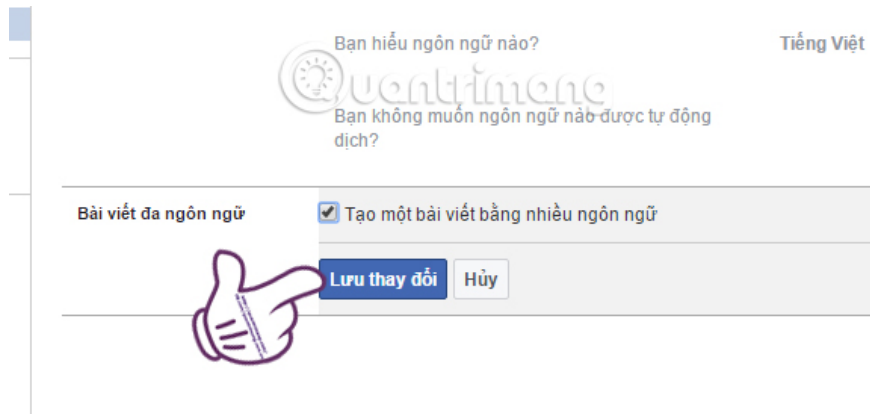 Bạn hiểu ngôn ngữ nào? Tiếng Việt
Quantrimang
Bạn không muốn ngôn ngữ nào được tự động
dịch?
Bài viết đa ngôn ngữ Tạo một bài viết bằng nhiều ngôn ngữ
Lưu thay đổi Hủy